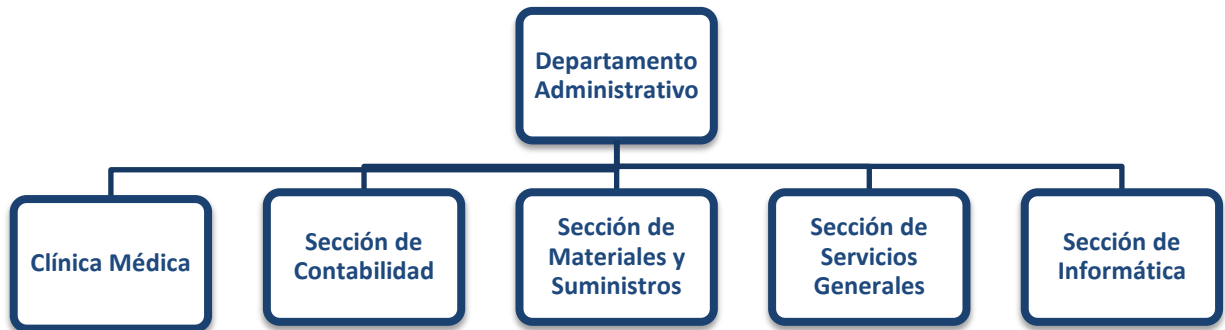 Departamento
Administrativo
Clínica Médica
Sección de
Contabilidad
Sección de
Materiales y
Suministros
Sección de
Servicios
Generales
Sección de
Informática